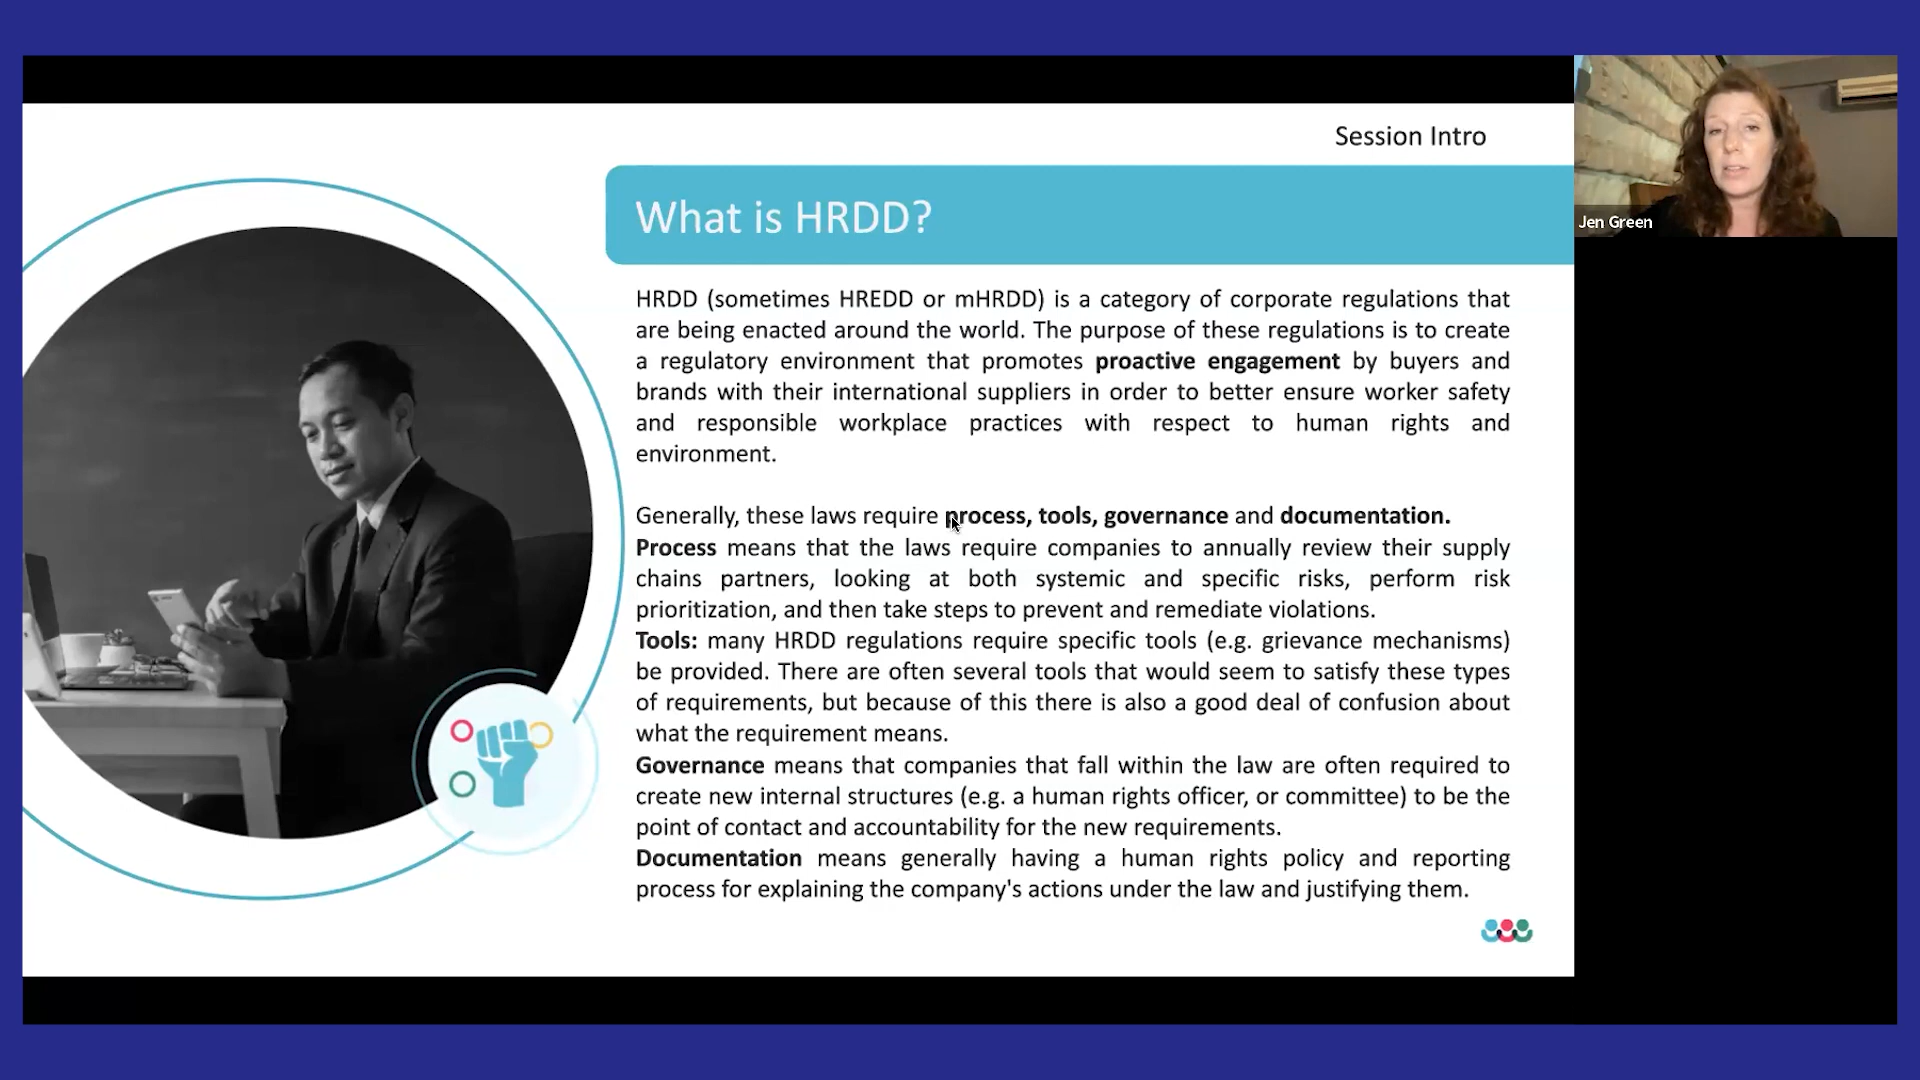 Session Intro
What is HRDD?
HRDD (sometimes HREDD or mHRDD) is a category of corporate regulations that
are being enacted around the world. The purpose of these regulations is to create
a regulatory environment that promotes proactive engagement by buyers and
brands with their international suppliers in order to better ensure worker safety
and responsible workplace practices with respect to human rights and
environment.
Generally, these laws require process, tools, governance and documentation.
Process means that the laws require companies to annually review their supply
chains partners, looking at both systemic and specific risks, perform risk
prioritization, and then take steps to prevent and remediate violations.
Tools: many HRDD regulations require specific tools (e.g. grievance mechanisms)
be provided. There are often several tools that would seem to satisfy these types
of requirements, but because of this there is also a good deal of confusion about
what the requirement means.
Governance means that companies that fall within the law are often required to
create new internal structures (e.g. a human rights officer, or committee) to be the
point of contact and accountability for the new requirements.
Documentation means generally having a human rights policy and reporting
process for explaining the company's actions under the law and justifying them.
Jen Green